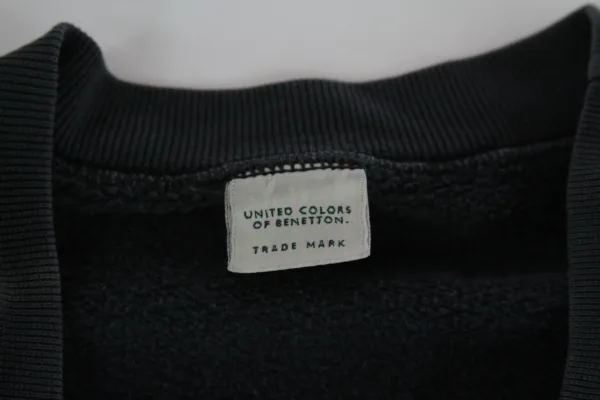 UNITED COLORS
OF BENETTON.
TRADE MARK